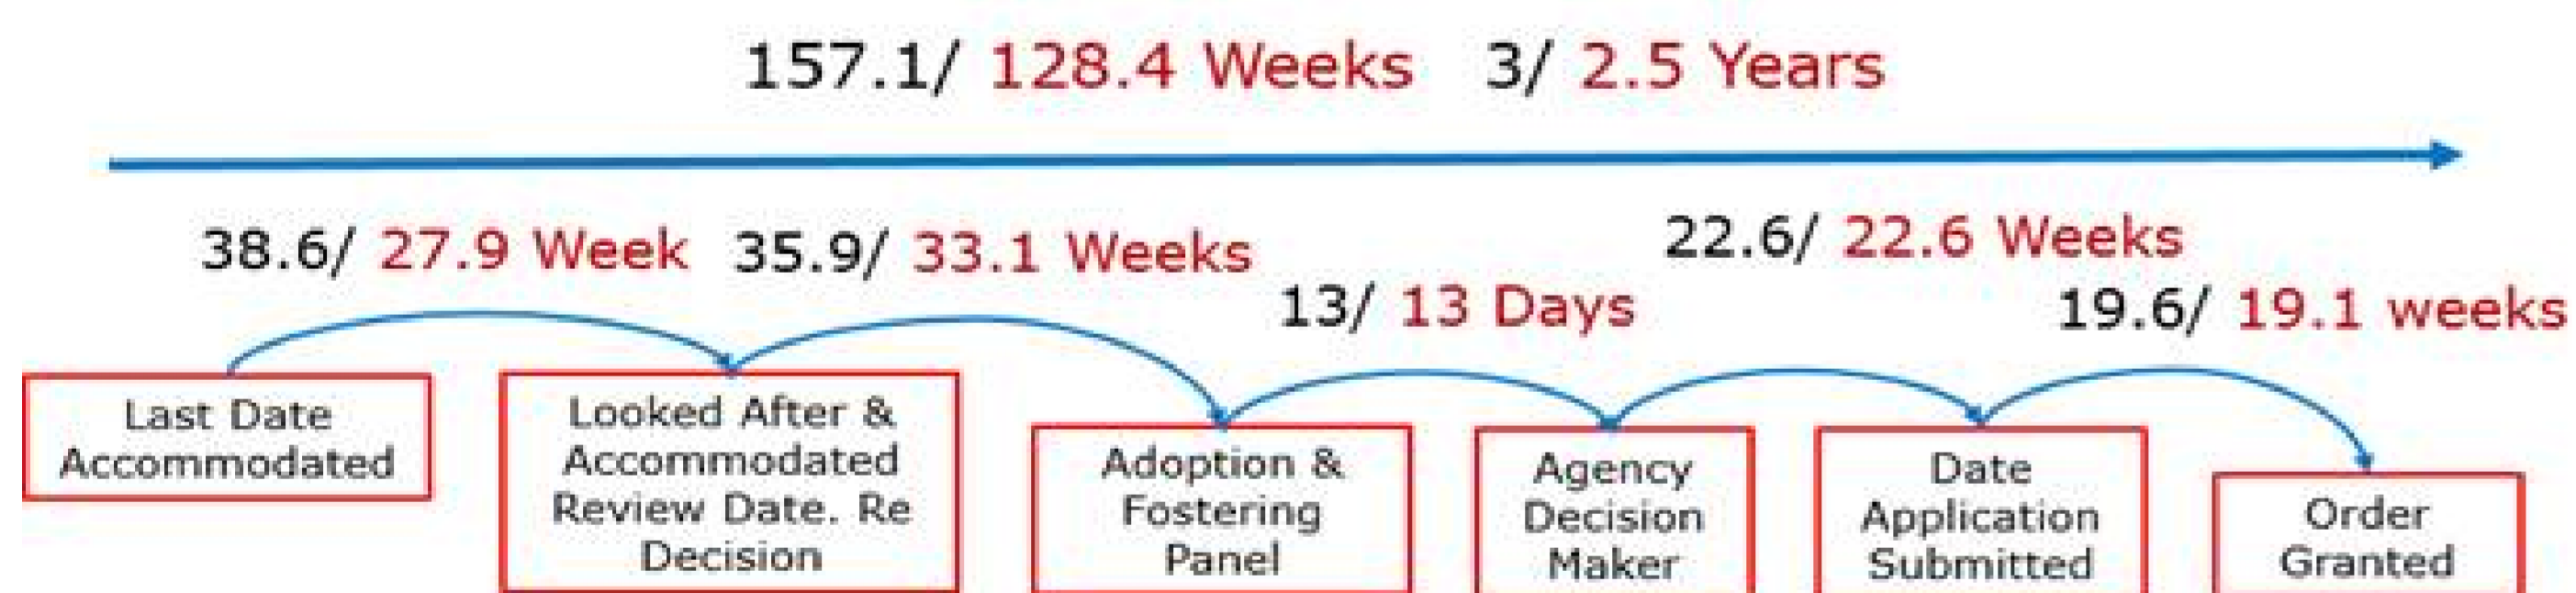 157.1/ 128.4 Weeks 3/ 2.5 Years
38.6/ 27.9 Week
35.9/ 33.1 Weeks
13/ 13 Days
22.6/ 22.6 Weeks
19.6/ 19.1 weeks
Last Date
Accommodated
Looked After &
Accommodated
Review Date. Re
Decision
Adoption &
Fostering
Panel
Agency
Decision
Maker
Date
Application
Submitted
Order
Granted